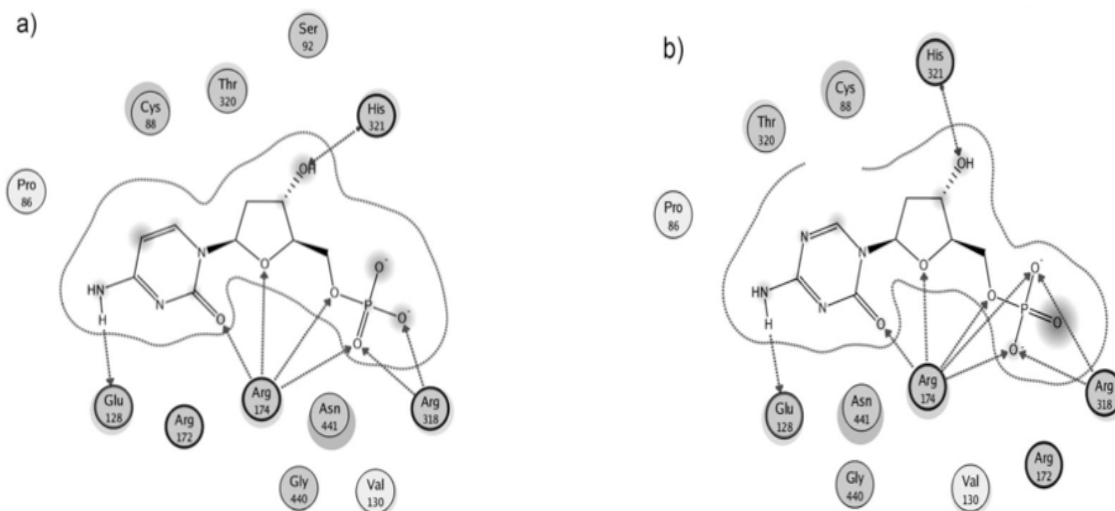 a)
Ser
92
Thr
320
Cys
88
His
321
Pro
86
OH
N
O
O
O-
HN
N
P
O-
H
O
O
Glu
128
Arg
172
Arg
174
Asn
441
Arg
318
Gly
440
Val
130
b)
His
321
Cys
88
Thr
320
Pro
86
OH
N
N
O
O-
HN
N
O
P
O
H
O
O-
Glu
128
Asn
441
Arg
174
Arg
318
Gly
440
Val
130
Arg
172